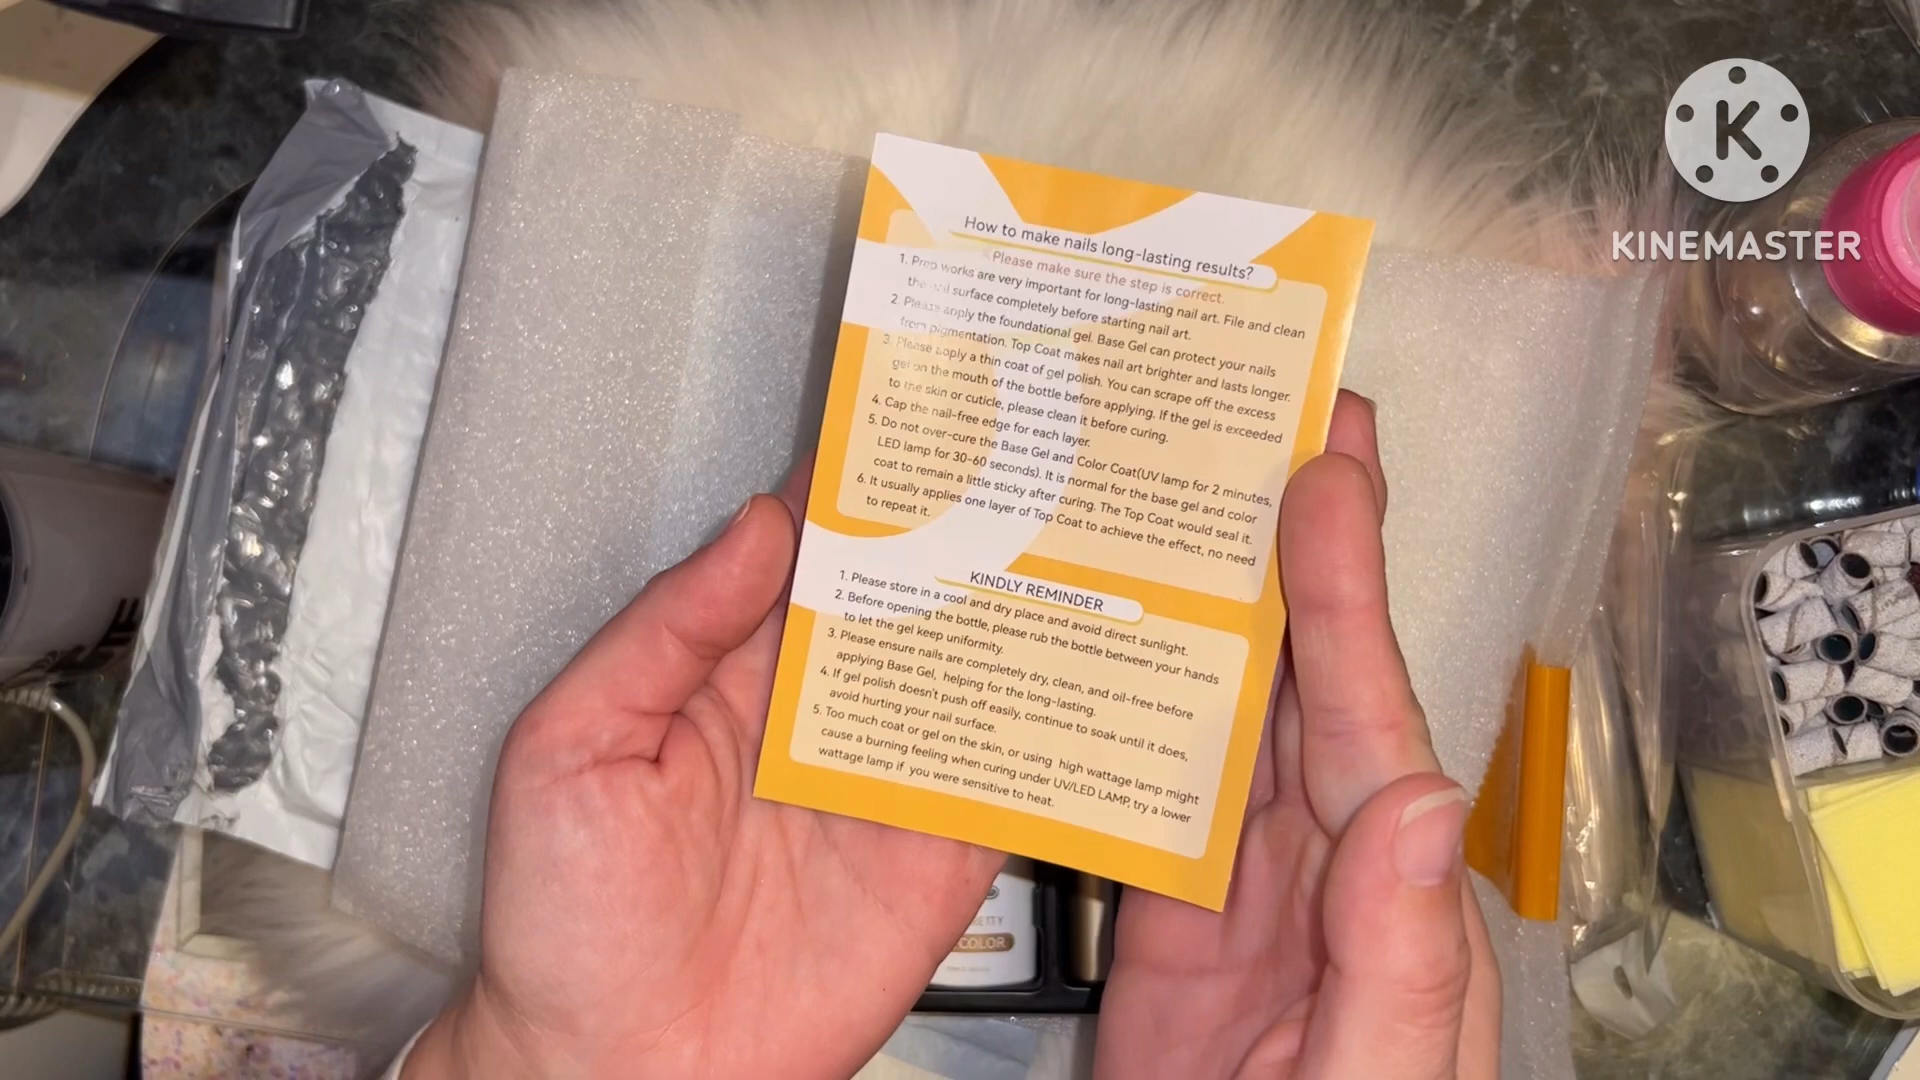 KINEMASTER
How to make nails long-lasting results?
Please make sure the step is correct.
1. Prep works are very important for long-lasting nail art. File and clean
the nail surface completely before starting nail art.
2. Please apply the foundational gel. Base Gel can protect your nails
from pigmentation. Top Coat makes nail art brighter and lasts longer.
3. Please apply a thin coat of gel polish. You can scrape off the excess
gel on the mouth of the bottle before applying. If the gel is exceeded
to the skin or cuticle, please clean it before curing.
4. Cap the nail-free edge for each layer.
5. Do not over-cure the Base Gel and Color Coat(UV lamp for 2 minutes,
LED lamp for 30-60 seconds). It is normal for the base gel and color
coat to remain a little sticky after curing. The Top Coat would seal it.
6. It usually applies one layer of Top Coat to achieve the effect, no need
to repeat it.
KINDLY REMINDER
1. Please store in a cool and dry place and avoid direct sunlight.
2. Before opening the bottle, please rub the bottle between your hands
to let the gel keep uniformity.
3. Please ensure nails are completely dry, clean, and oil-free before
applying Base Gel, helping for the long-lasting.
4. If gel polish doesn't push off easily, continue to soak until it does,
avoid hurting your nail surface.
5. Too much coat or gel on the skin, or using high wattage lamp might
cause a burning feeling when curing under UV/LED LAMP, try a lower
wattage lamp if you were sensitive to heat.
COLOR